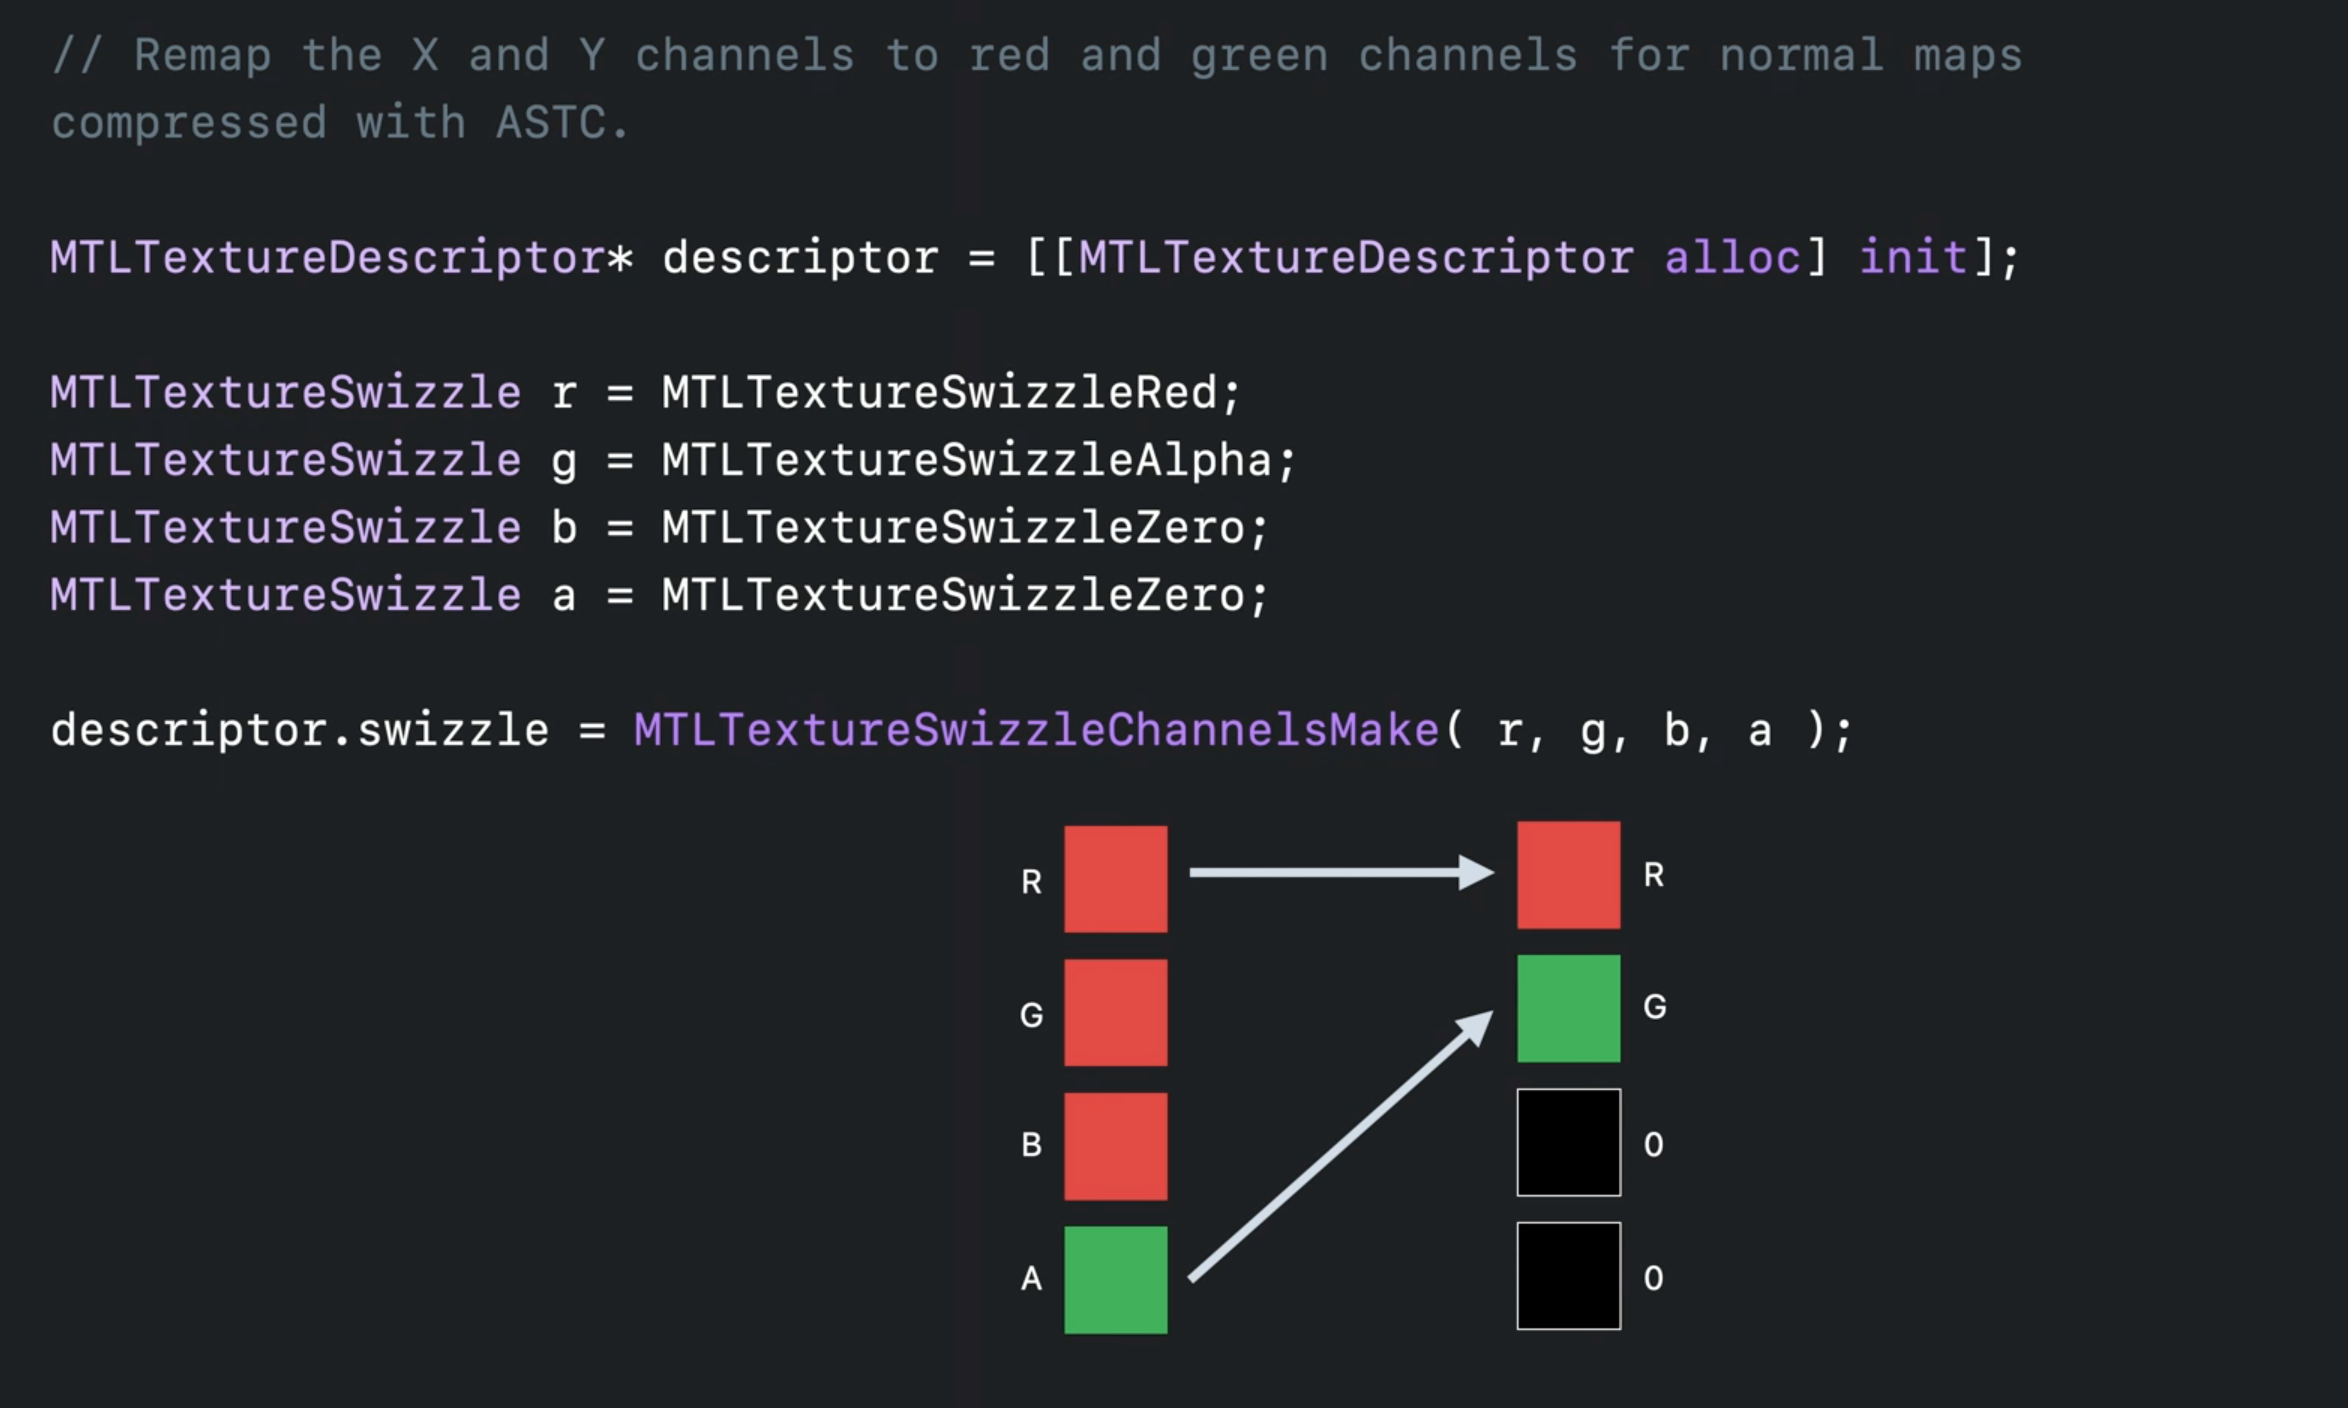 // Remap the X and Y channels to red and green channels for normal maps
compressed with ASTC.
MTLTextureDescriptor* descriptor = [[MTLTextureDescriptor alloc] init];
MTLTextureSwizzle r = MTLTextureSwizzleRed;
MTLTextureSwizzle g = MTLTextureSwizzleAlpha;
MTLTextureSwizzle b = MTLTextureSwizzleZero;
MTLTextureSwizzle a = MTLTextureSwizzleZero;
descriptor.swizzle = MTLTextureSwizzleChannelsMake( r, g, b, a );
R R
G G
B 0
A 0